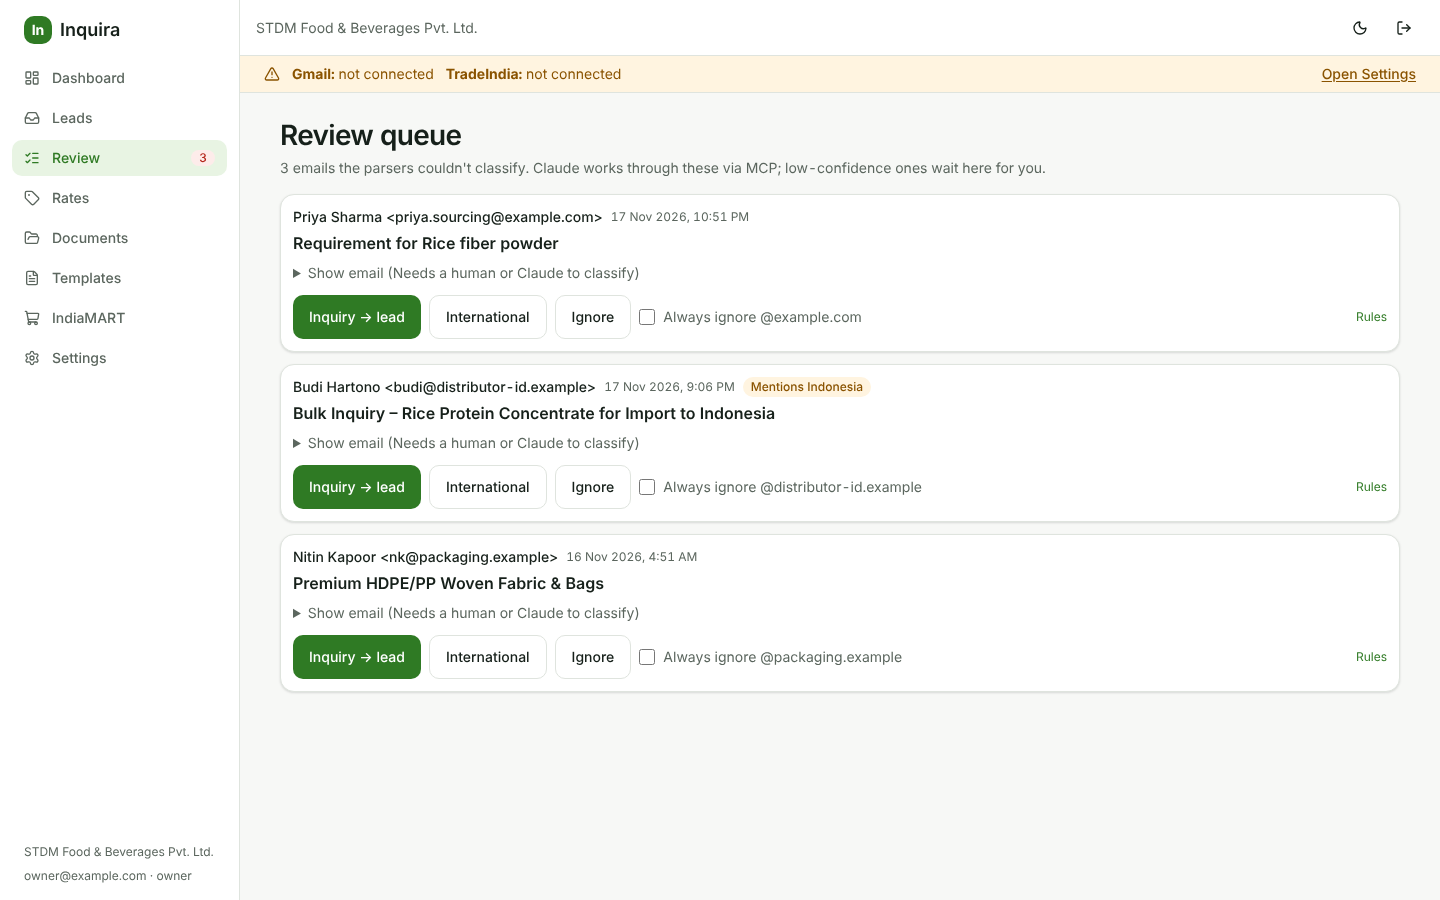 In Inquira
STDM Food & Beverages Pvt. Ltd.
Gmail: not connected TradeIndia: not connected Open Settings
Dashboard
Leads
Review 3
Rates
Documents
Templates
IndiaMART
Settings
Review queue
3 emails the parsers couldn't classify. Claude works through these via MCP; low-confidence ones wait here for you.
Priya Sharma <priya.sourcing@example.com> 17 Nov 2026, 10:51 PM
Requirement for Rice fiber powder
Show email (Needs a human or Claude to classify)
Inquiry → lead International Ignore Always ignore @example.com Rules
Budi Hartono <budi@distributor-id.example> 17 Nov 2026, 9:06 PM Mentions Indonesia
Bulk Inquiry – Rice Protein Concentrate for Import to Indonesia
Show email (Needs a human or Claude to classify)
Inquiry → lead International Ignore Always ignore @distributor-id.example Rules
Nitin Kapoor <nk@packaging.example> 16 Nov 2026, 4:51 AM
Premium HDPE/PP Woven Fabric & Bags
Show email (Needs a human or Claude to classify)
Inquiry → lead International Ignore Always ignore @packaging.example Rules
STDM Food & Beverages Pvt. Ltd.
owner@example.com · owner